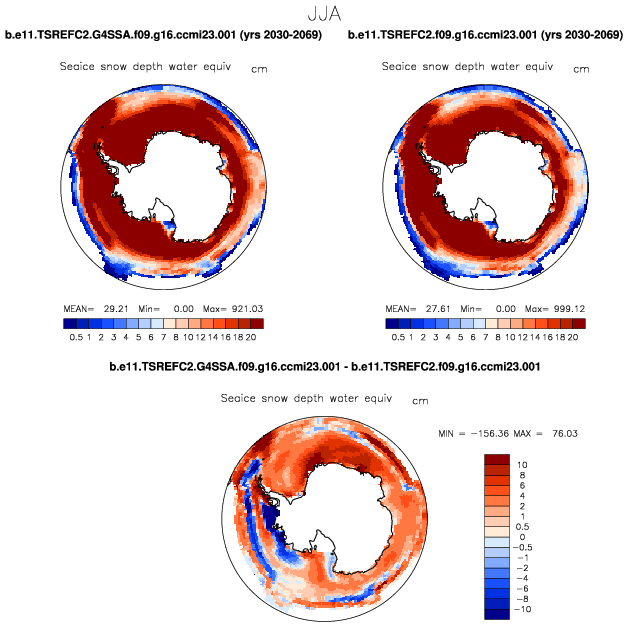 JJA
b.e11.TSREFC2.G4SSA.f09.g16.ccmi23.001 (yrs 2030-2069)
b.e11.TSREFC2.f09.g16.ccmi23.001 (yrs 2030-2069)
Seaice snow depth water equiv cm
Seaice snow depth water equiv cm
MEAN= 29.21 Min= 0.00 Max= 921.03
MEAN= 27.61 Min= 0.00 Max= 999.12
0.5 1 2 3 4 5 6 7 8 10 12 14 16 18 20
0.5 1 2 3 4 5 6 7 8 10 12 14 16 18 20
b.e11.TSREFC2.G4SSA.f09.g16.ccmi23.001 - b.e11.TSREFC2.f09.g16.ccmi23.001
Seaice snow depth water equiv cm
MIN = -156.36 MAX = 76.03
10
8
6
4
2
1
0.5
0
-0.5
-1
-2
-4
-6
-8
-10